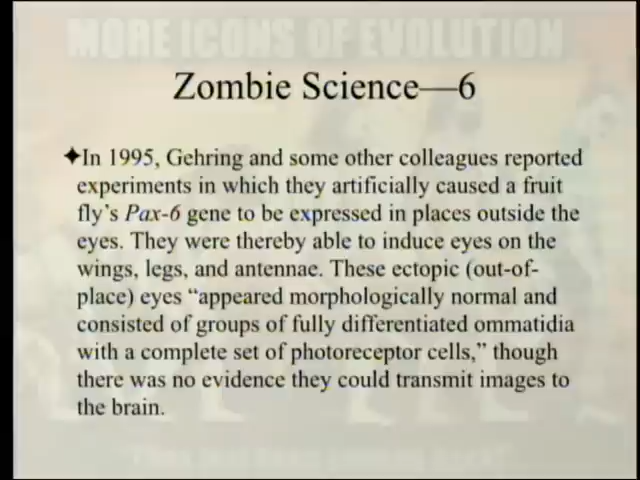 MORE ICONS OF EVOLUTION
Zombie Science—6
✦In 1995, Gehring and some other colleagues reported
experiments in which they artificially caused a fruit
fly's Pax-6 gene to be expressed in places outside the
eyes. They were thereby able to induce eyes on the
wings, legs, and antennae. These ectopic (out-of-
place) eyes “appeared morphologically normal and
consisted of groups of fully differentiated ommatidia
with a complete set of photoreceptor cells,” though
there was no evidence they could transmit images to
the brain.